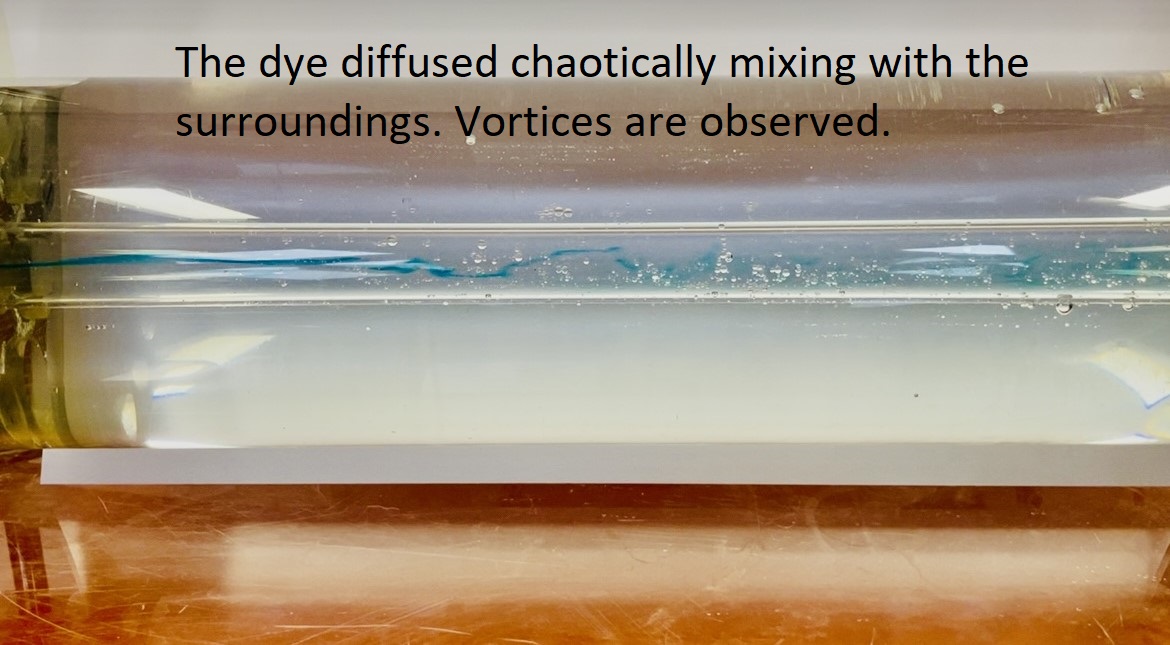 The dye diffused chaotically mixing with the
surroundings. Vortices are observed.